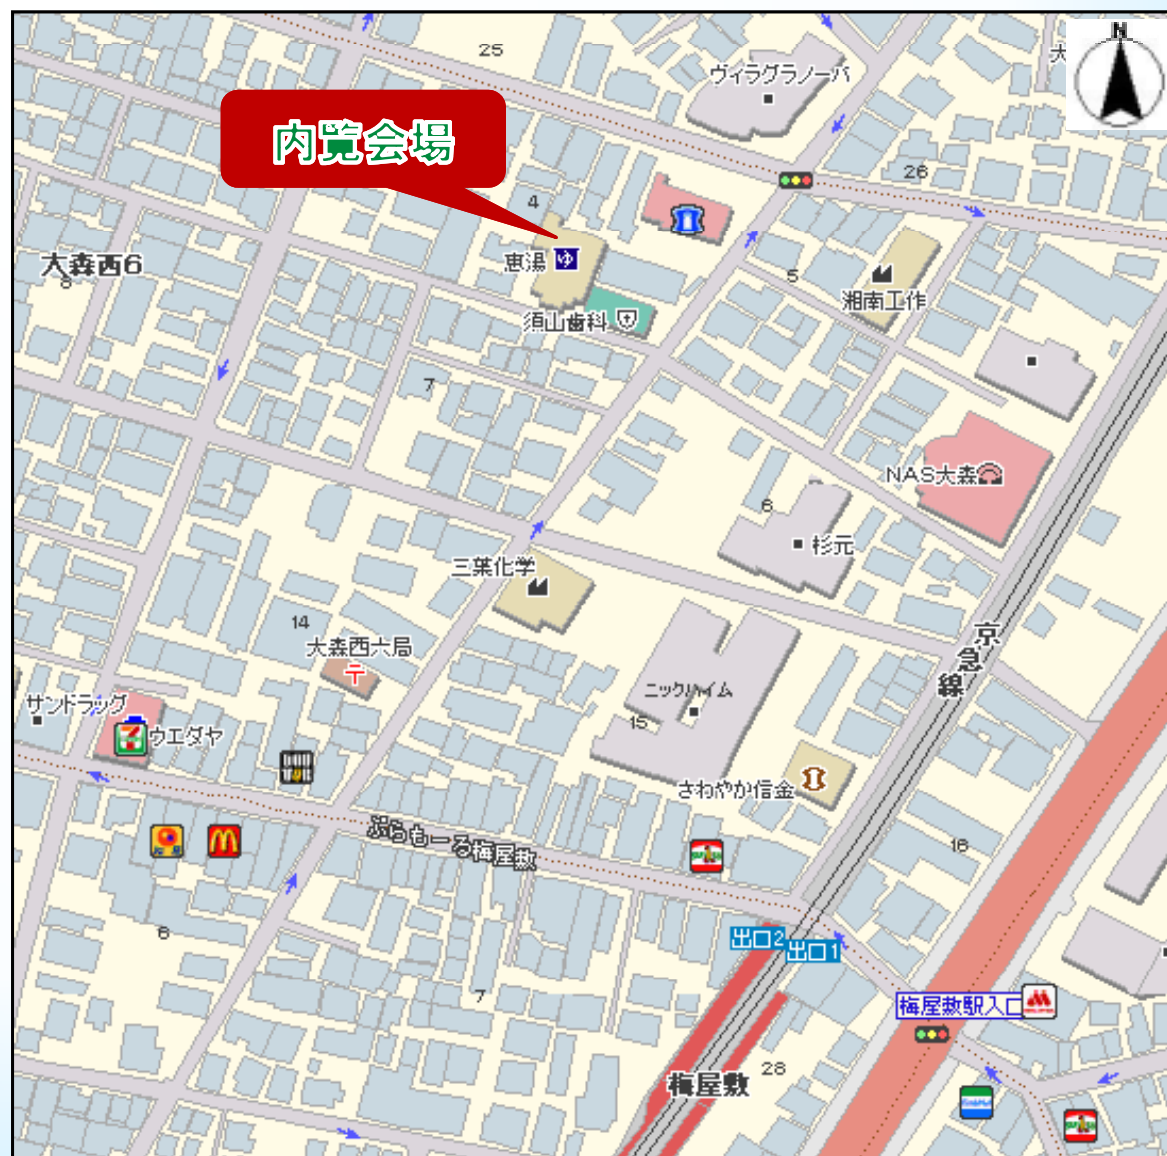 25
ヴィラグラノーバ
N
大
内覧会場
26
4
大森西6
8
恵湯
ゆ
5
湘南工作
須山歯科
7
NAS大森
6
杉元
三葉化学
14
大森西六局
〒
京急線
ニックハイム
15
サンドラッグ
7
ウエダヤ
さわやか信金
ぷらもーる梅屋敷
16
6
出口2
出口1
7
梅屋敷駅入口
28
梅屋敷